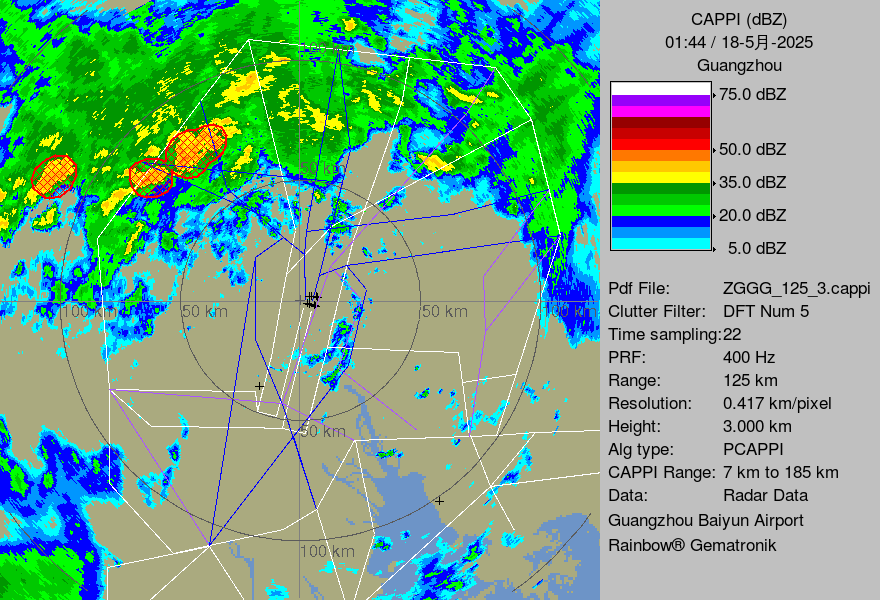 CAPPI (dBZ)
01:44 / 18-5月-2025
Guangzhou
75.0 dBZ
50.0 dBZ
35.0 dBZ
20.0 dBZ
5.0 dBZ
Pdf File: ZGGG_125_3.cappi
Clutter Filter: DFT Num 5
Time sampling:22
PRF: 400 Hz
Range: 125 km
Resolution: 0.417 km/pixel
Height: 3.000 km
Alg type: PCAPPI
CAPPI Range: 7 km to 185 km
Data: Radar Data
Guangzhou Baiyun Airport
Rainbow® Gematronik
100 km
50 km
100 km
50 km
50 km
100 km
50 km
100 km